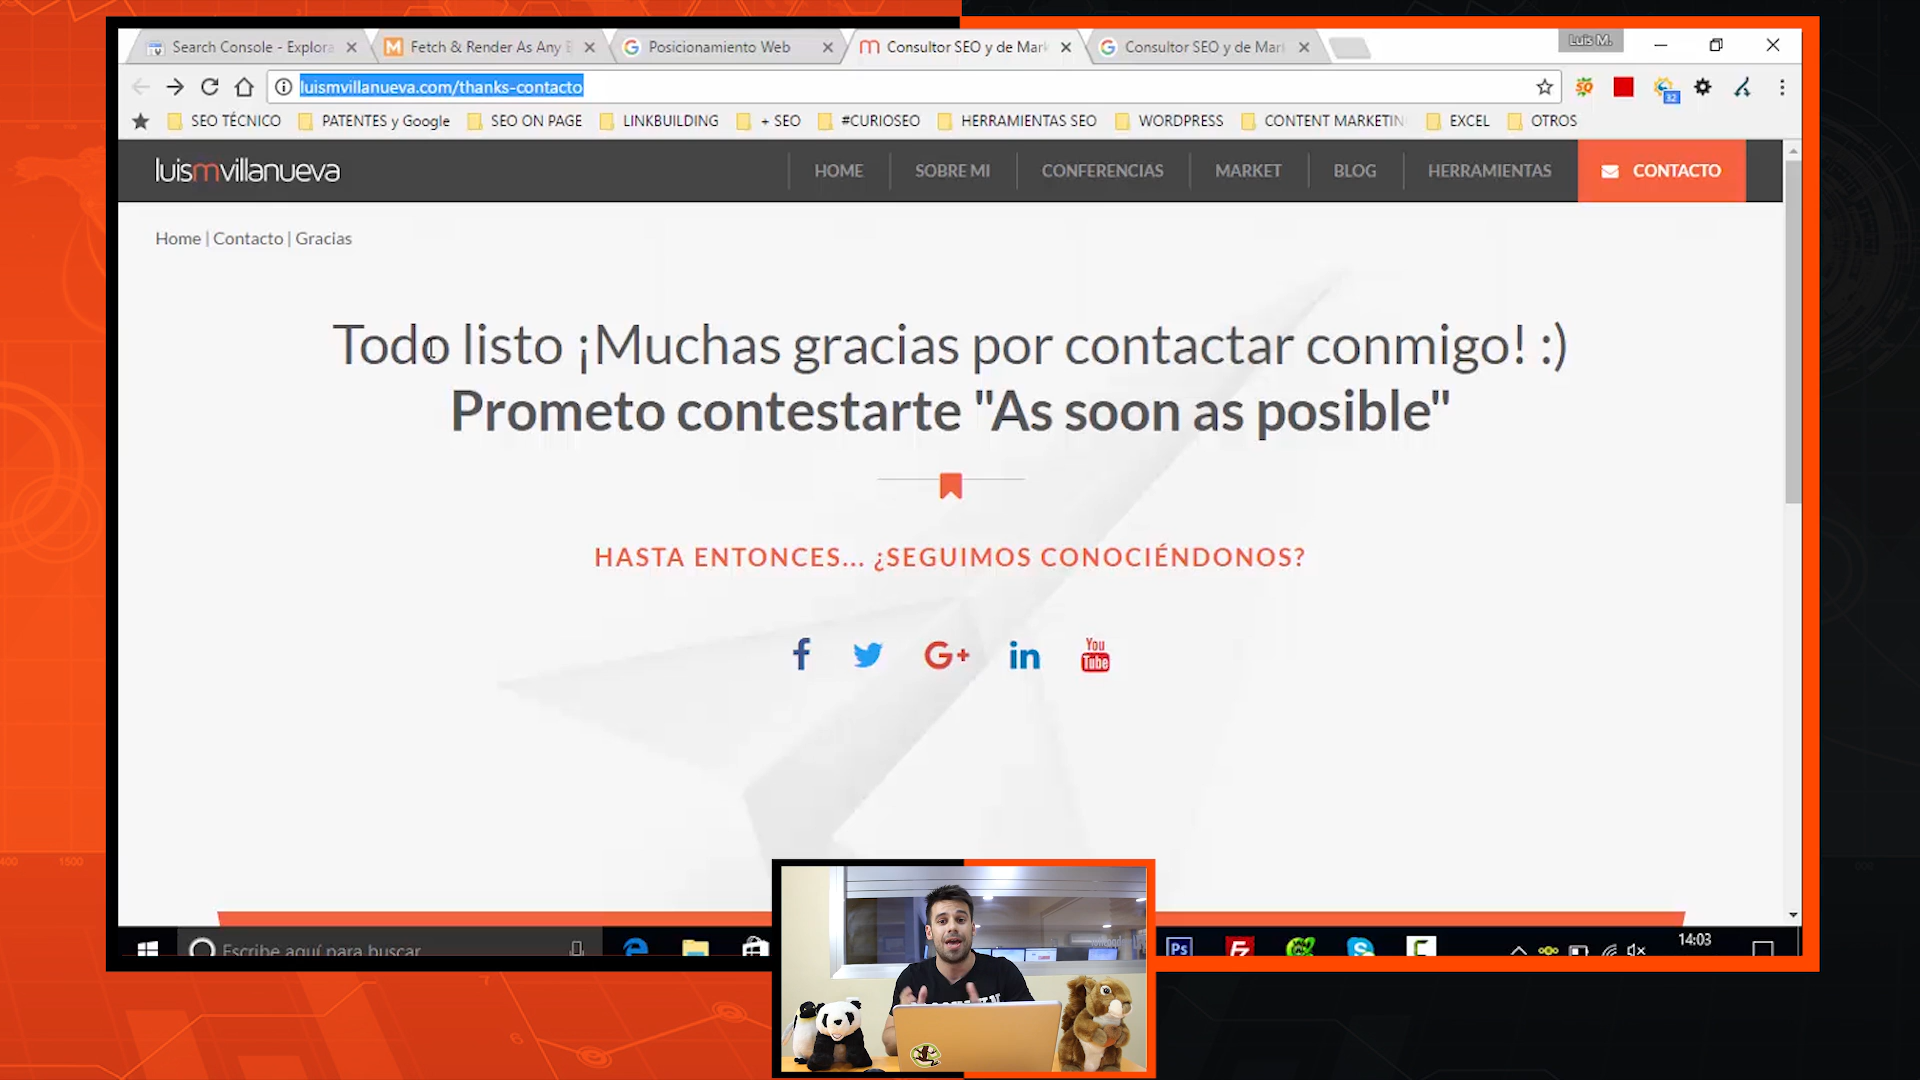 Search Console - Explora
Fetch & Render As Any
Posicionamiento Web
Consultor SEO y de Mar
Consultor SEO y de Mar
Luis M.
luismvillanueva.com/thanks-contacto
32
SEO TÉCNICO
PATENTES y Google
SEO ON PAGE
LINKBUILDING
+ SEO
#CURIOSEO
HERRAMIENTAS SEO
WORDPRESS
CONTENT MARKETIN
EXCEL
OTROS
luismvillanueva
HOME
SOBRE MI
CONFERENCIAS
MARKET
BLOG
HERRAMIENTAS
CONTACTO
Home | Contacto | Gracias
Todo listo ¡Muchas gracias por contactar conmigo! :)
Prometo contestarte "As soon as posible"
HASTA ENTONCES... ¿SEGUIMOS CONOCIÉNDONOS?
f
G+
in
You
Tube
Escribe aquí para buscar
Ps
14:03
400
1500